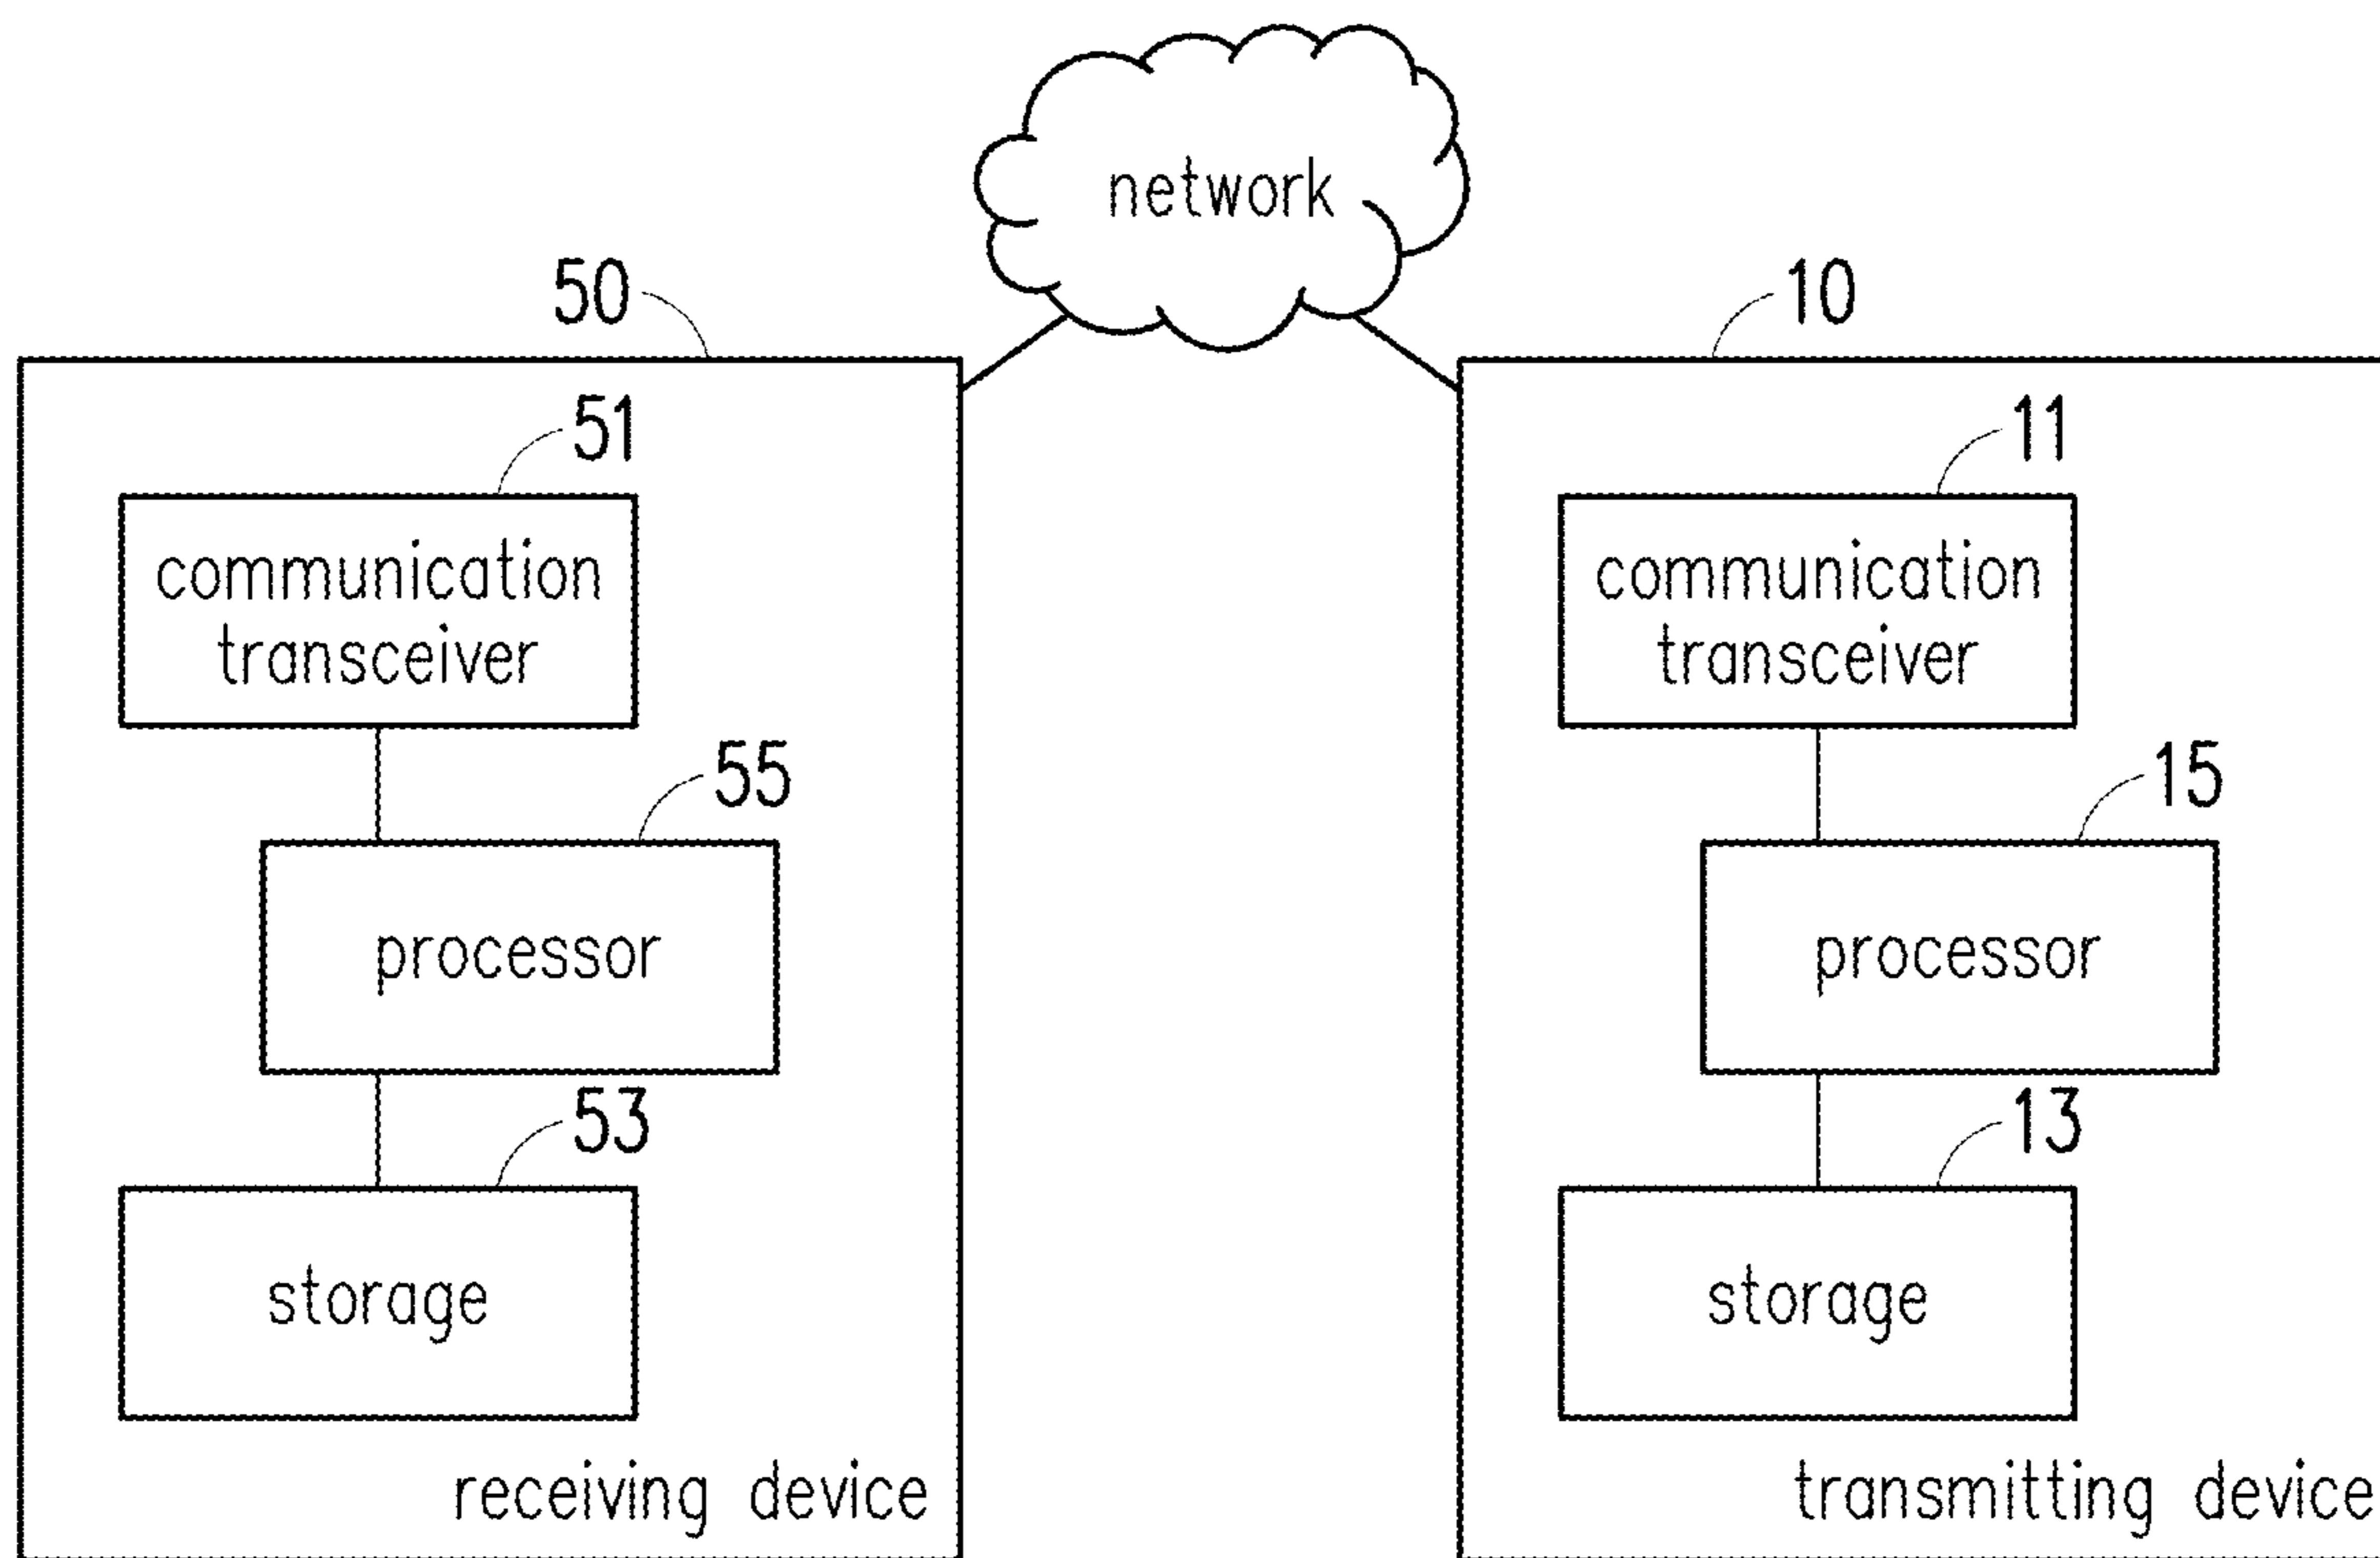 network
50
51
communication
transceiver
55
processor
53
storage
receiving device
10
11
communication
transceiver
15
processor
13
storage
transmitting device